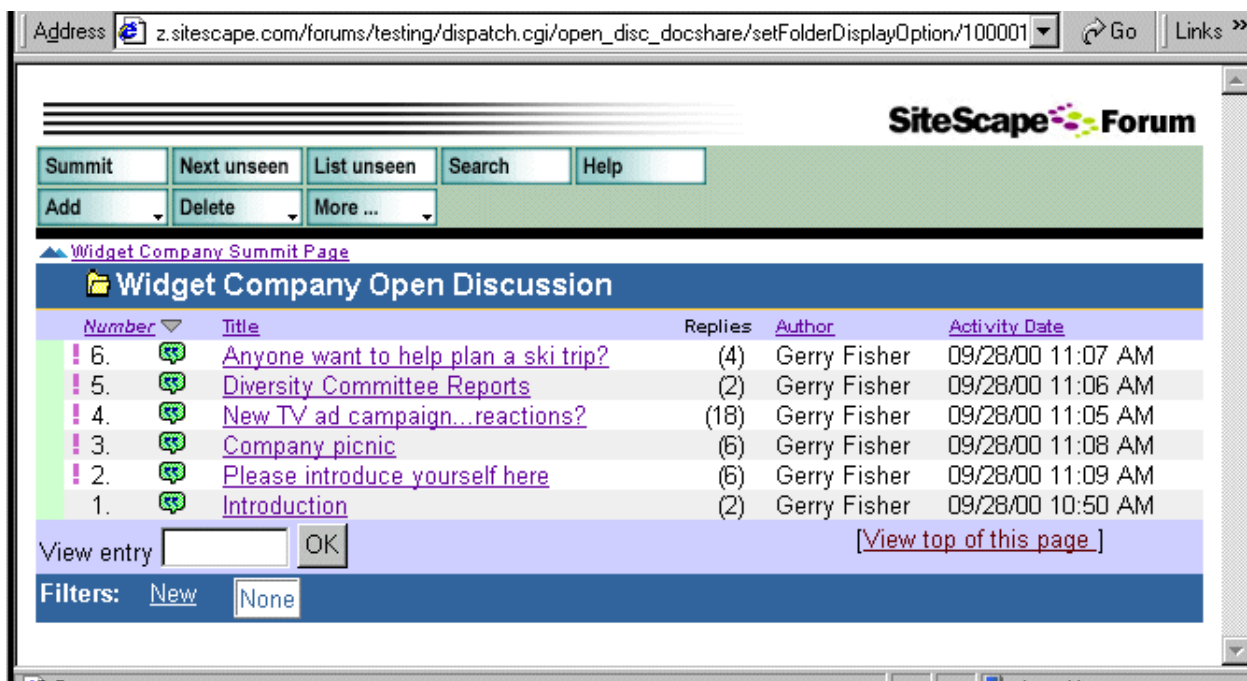 Address z.sitescape.com/forums/testing/dispatch.cgi/open_disc_docshare/setFolderDisplayOption/100001 Go Links »
SiteScape Forum
Summit Next unseen List unseen Search Help
Add Delete More ...
Widget Company Summit Page
Widget Company Open Discussion
Number Title Replies Author Activity Date
! 6. Anyone want to help plan a ski trip? (4) Gerry Fisher 09/28/00 11:07 AM
! 5. Diversity Committee Reports (2) Gerry Fisher 09/28/00 11:06 AM
! 4. New TV ad campaign...reactions? (18) Gerry Fisher 09/28/00 11:05 AM
! 3. Company picnic (6) Gerry Fisher 09/28/00 11:08 AM
! 2. Please introduce yourself here (6) Gerry Fisher 09/28/00 11:09 AM
1. Introduction (2) Gerry Fisher 09/28/00 10:50 AM
View entry OK [View top of this page ]
Filters: New None